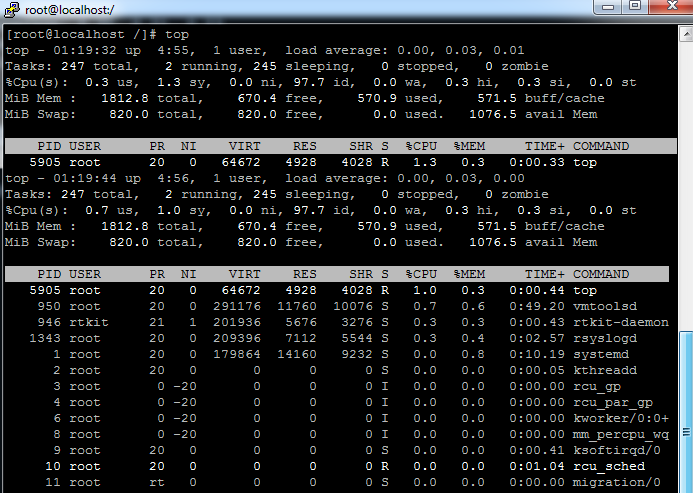 root@localhost:/
[root@localhost /]# top
top - 01:19:32 up  4:55,  1 user,  load average: 0.00, 0.03, 0.01
Tasks: 247 total,   2 running, 245 sleeping,   0 stopped,   0 zombie
%Cpu(s):  0.3 us,  1.3 sy,  0.0 ni, 97.7 id,  0.0 wa,  0.3 hi,  0.3 si,  0.0 st
MiB Mem :   1812.8 total,    670.4 free,    570.9 used,    571.5 buff/cache
MiB Swap:    820.0 total,    820.0 free,      0.0 used.   1076.5 avail Mem
PID USER      PR  NI    VIRT    RES    SHR S  %CPU  %MEM     TIME+ COMMAND
5905 root      20   0   64672   4928   4028 R   1.3   0.3   0:00.33 top
top - 01:19:44 up  4:56,  1 user,  load average: 0.00, 0.03, 0.00
Tasks: 247 total,   2 running, 245 sleeping,   0 stopped,   0 zombie
%Cpu(s):  0.7 us,  1.0 sy,  0.0 ni, 97.7 id,  0.0 wa,  0.3 hi,  0.3 si,  0.0 st
MiB Mem :   1812.8 total,    670.4 free,    570.9 used,    571.5 buff/cache
MiB Swap:    820.0 total,    820.0 free,      0.0 used.   1076.5 avail Mem
PID USER      PR  NI    VIRT    RES    SHR S  %CPU  %MEM     TIME+ COMMAND
5905 root      20   0   64672   4928   4028 R   1.0   0.3   0:00.44 top
950 root      20   0  291176  11760  10076 S   0.7   0.6   0:49.20 vmtoolsd
946 rtkit     21   1  201936   5676   3276 S   0.3   0.3   0:00.43 rtkit-daemon
1343 root      20   0  209396   7112   5544 S   0.3   0.4   0:02.57 rsyslogd
1 root      20   0  179864  14160   9232 S   0.0   0.8   0:10.19 systemd
2 root      20   0       0      0      0 S   0.0   0.0   0:00.05 kthreadd
3 root       0 -20       0      0      0 I   0.0   0.0   0:00.00 rcu_gp
4 root       0 -20       0      0      0 I   0.0   0.0   0:00.00 rcu_par_gp
6 root       0 -20       0      0      0 I   0.0   0.0   0:00.00 kworker/0:0+
8 root       0 -20       0      0      0 I   0.0   0.0   0:00.00 mm_percpu_wq
9 root      20   0       0      0      0 S   0.0   0.0   0:00.41 ksoftirqd/0
10 root      20   0       0      0      0 R   0.0   0.0   0:01.04 rcu_sched
11 root      rt   0       0      0      0 S   0.0   0.0   0:00.00 migration/0